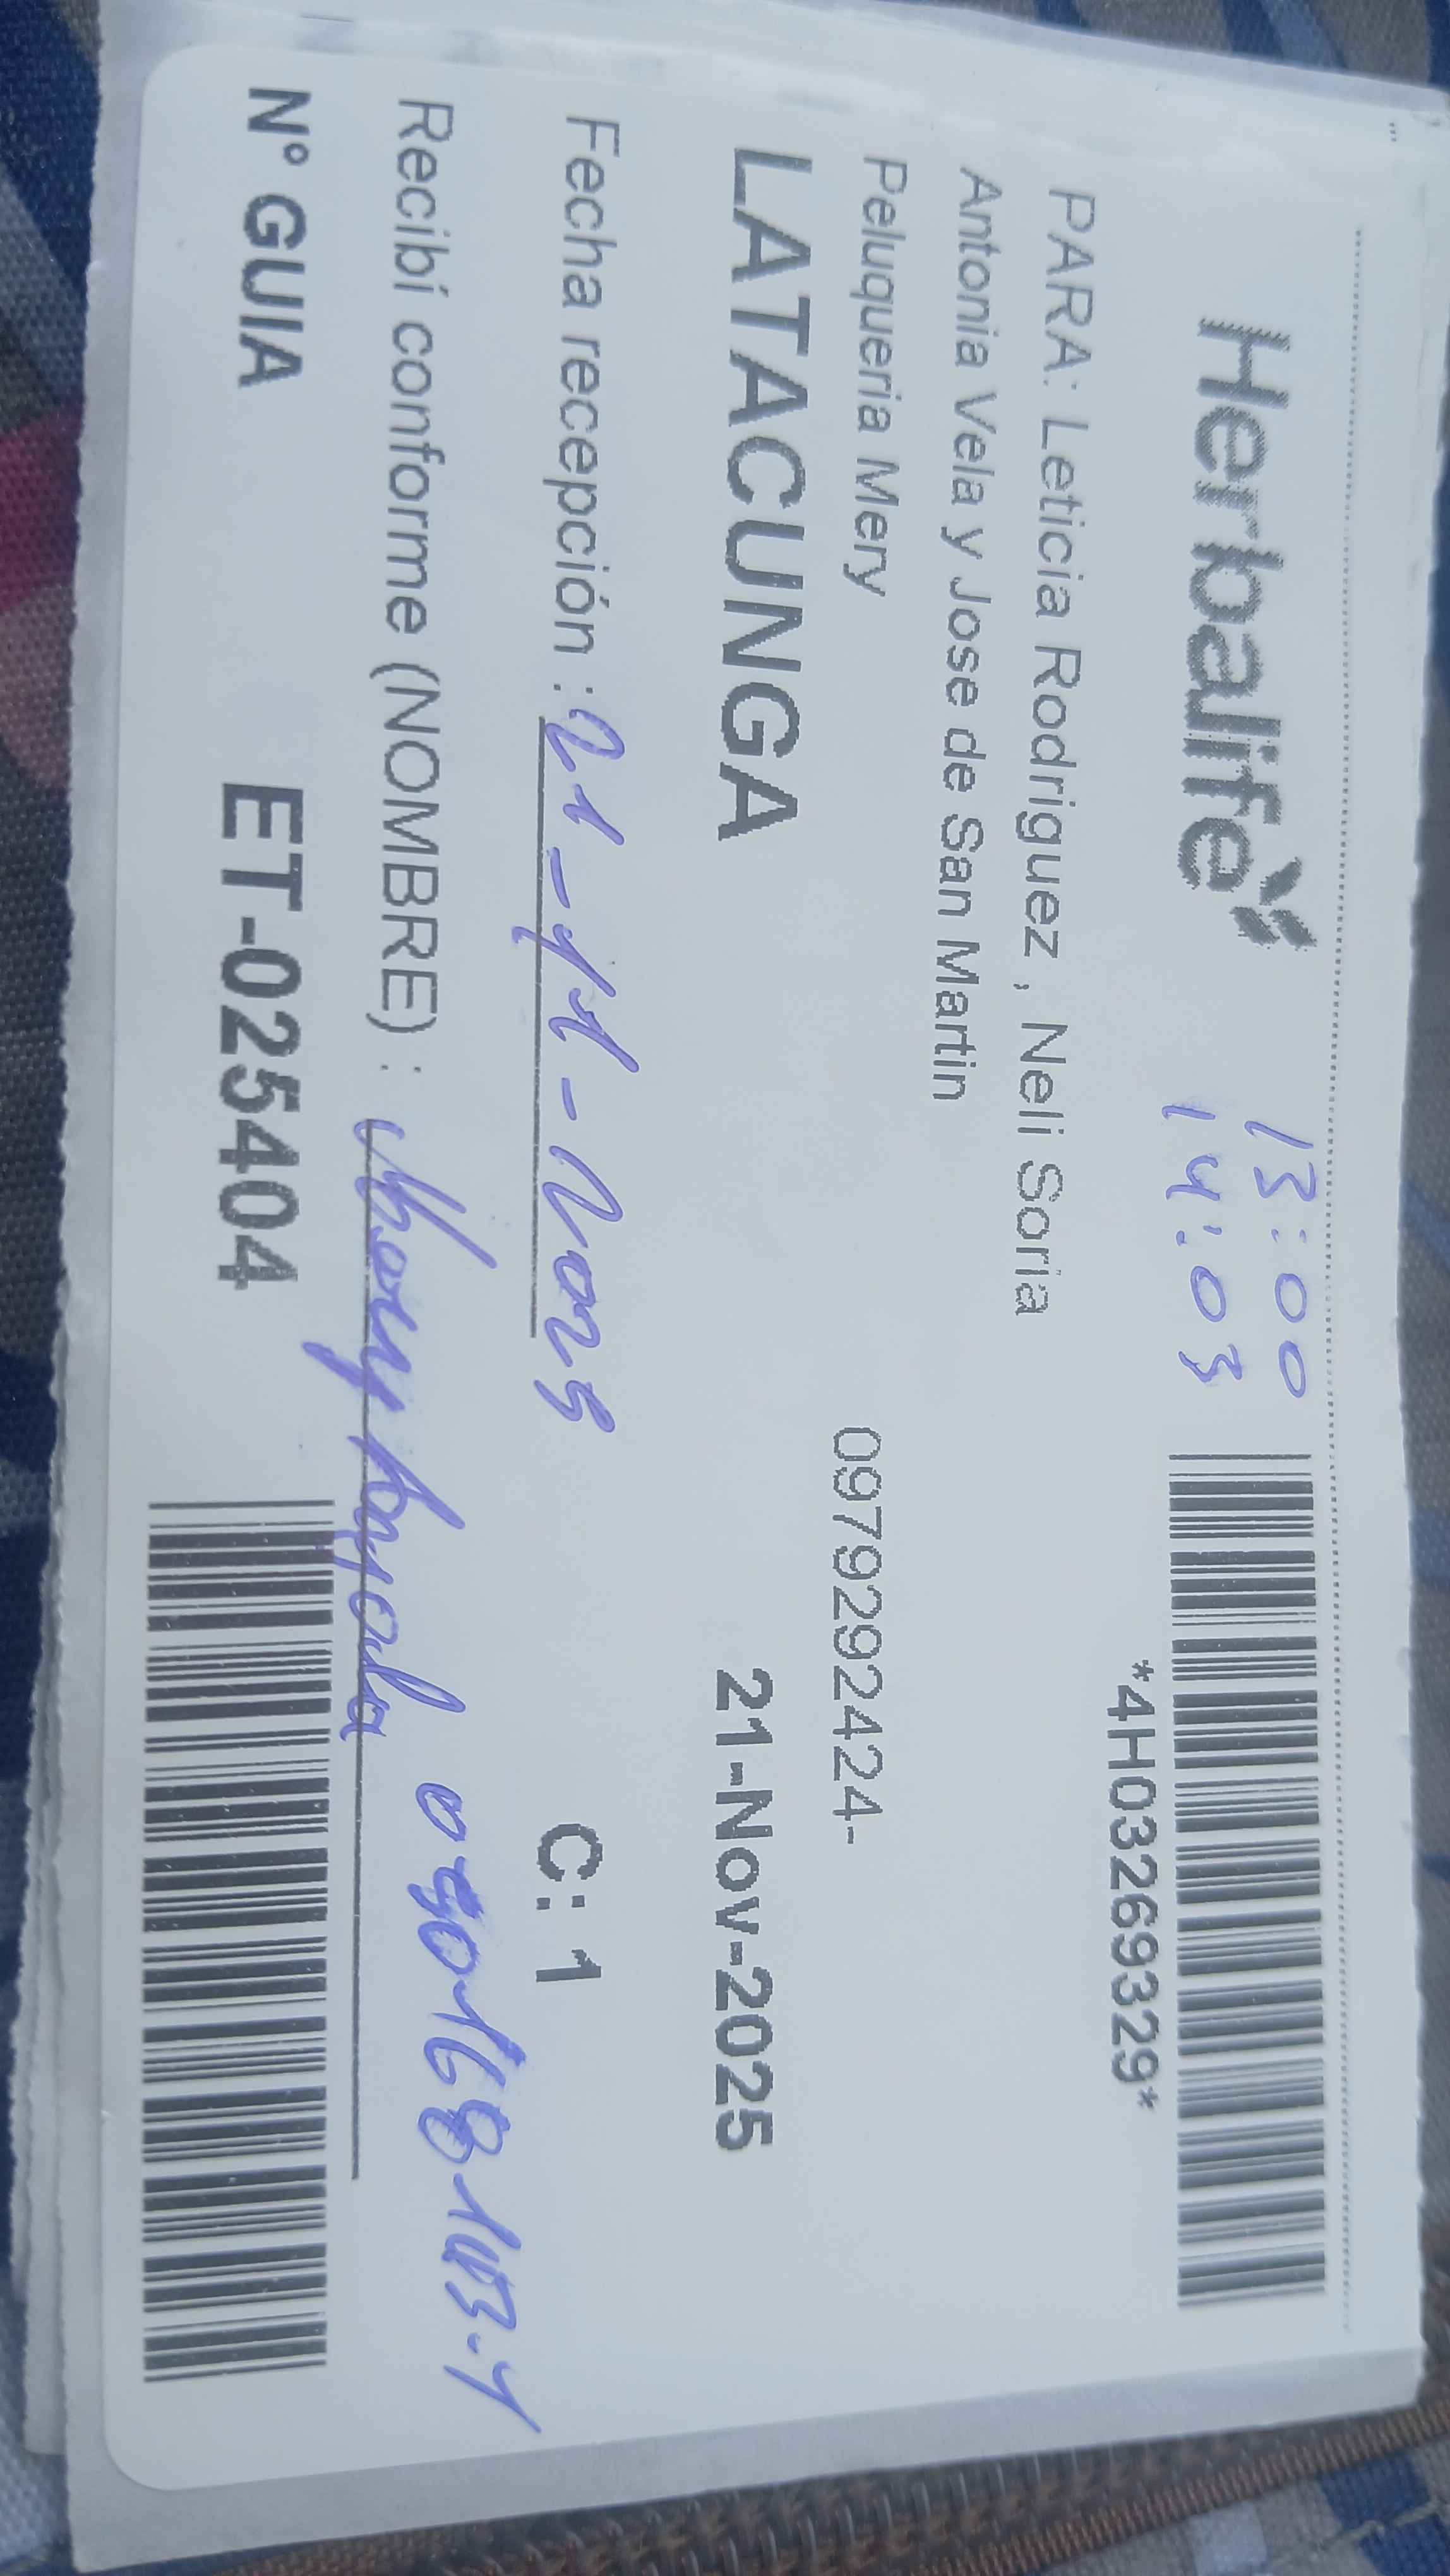 Herbalife
13:00
14:03
*4H03269329*
PARA: Leticia Rodriguez , Neli Soria
Antonia Vela y Jose de San Martin
Peluqueria Mery
0979292424-
LATACUNGA
21-Nov-2025
Fecha recepción : 21-11-2025
C: 1
Recibí conforme (NOMBRE) :
N° GUIA
ET-025404